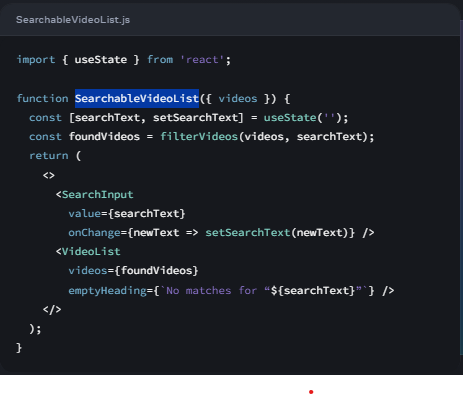 SearchableVideoList.js
import { useState } from 'react';
function SearchableVideoList({ videos }) {
const [searchText, setSearchText] = useState('');
const foundVideos = filterVideos(videos, searchText);
return (
<>
<SearchInput
value={searchText}
onChange={newText => setSearchText(newText)} />
<VideoList
videos={foundVideos}
emptyHeading={`No matches for “${searchText}”`} />
</>
);
}